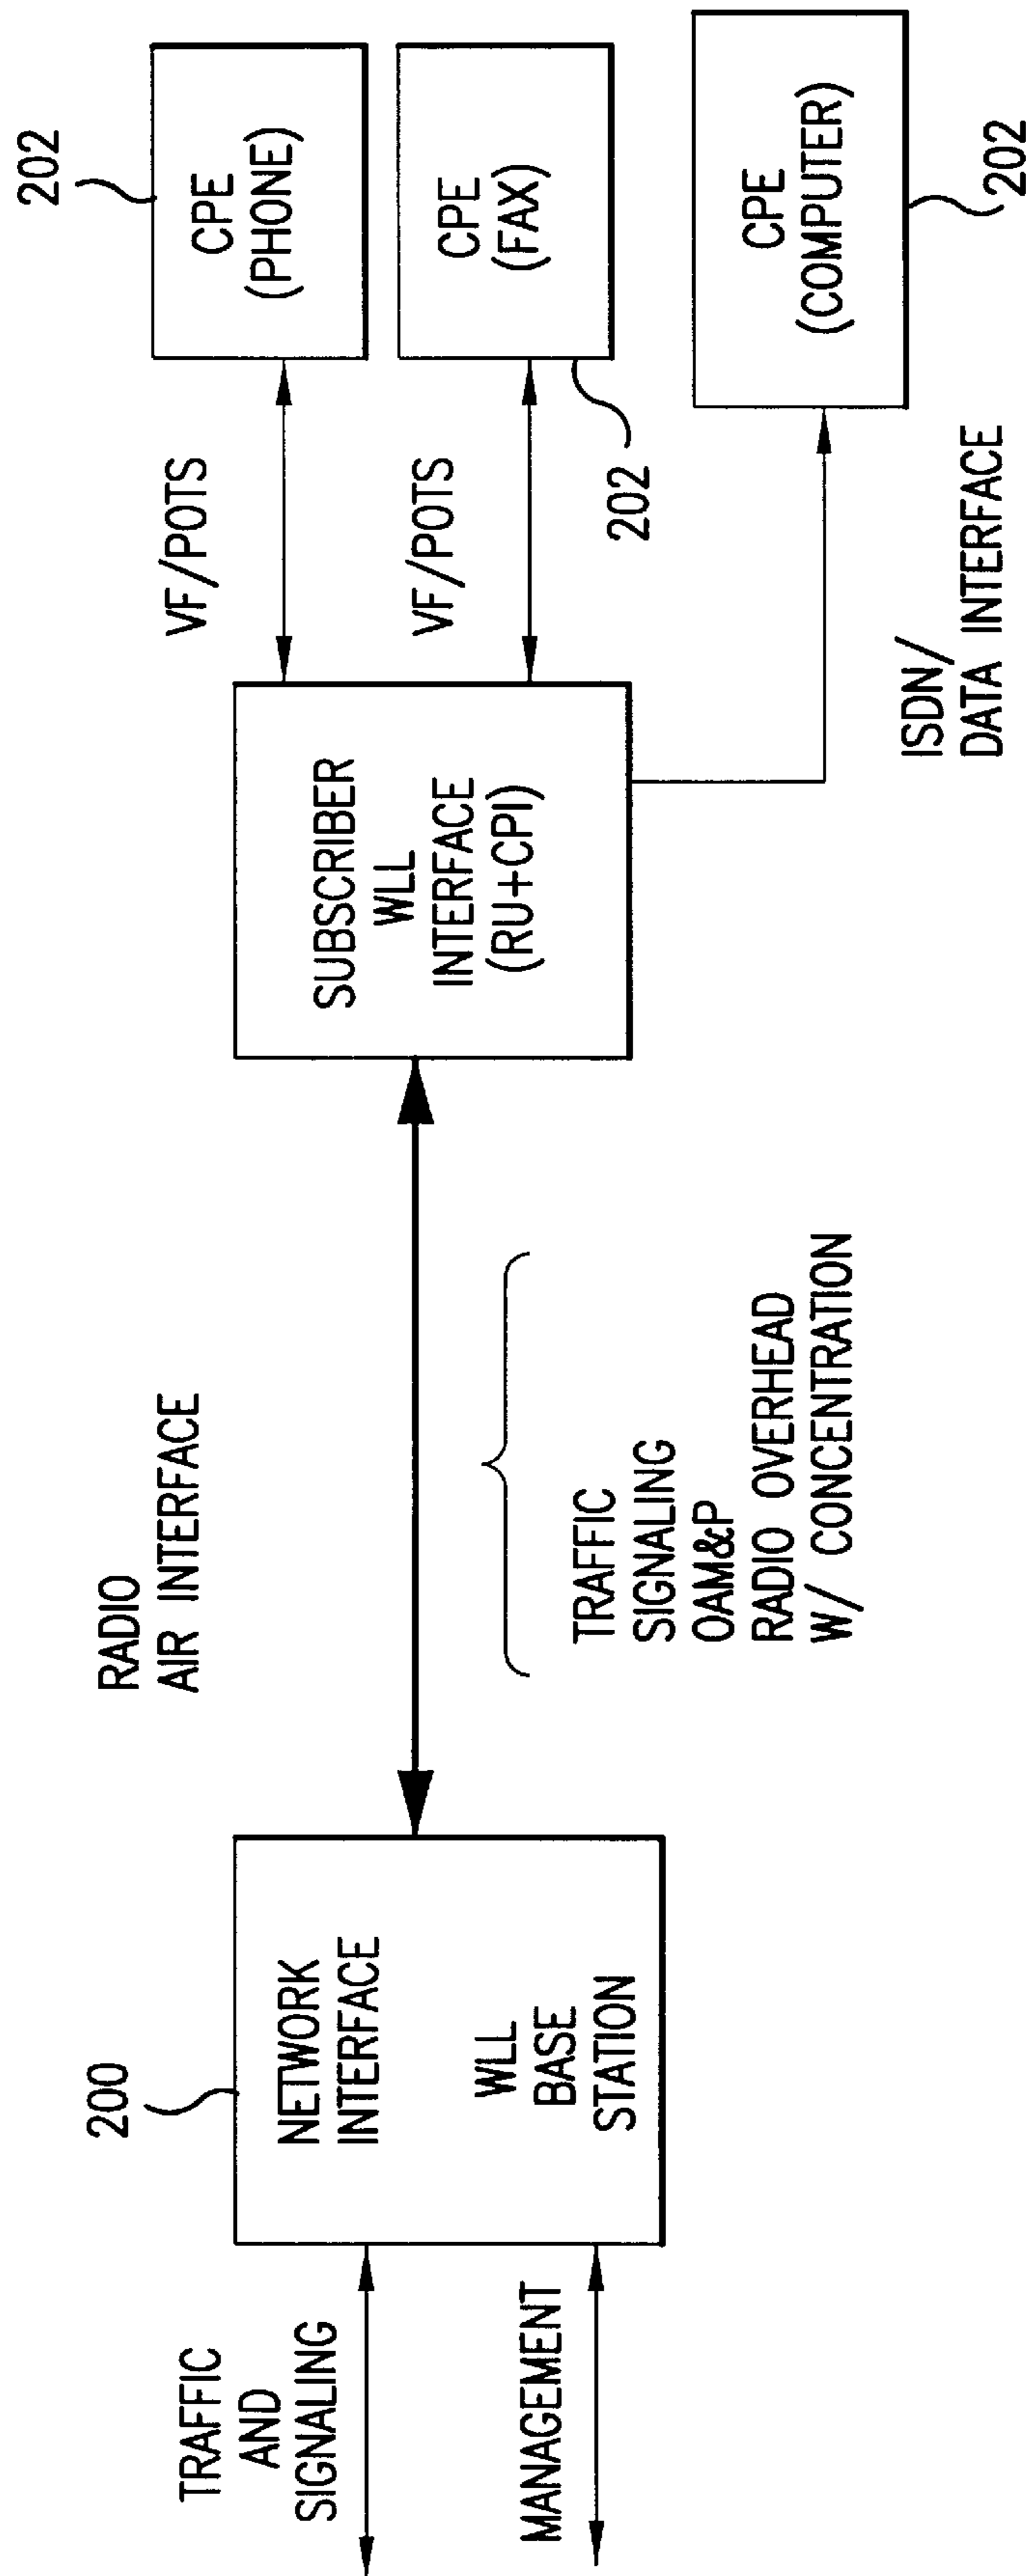 TRAFFIC
AND
SIGNALING
MANAGEMENT
200
NETWORK
INTERFACE
WLL
BASE
STATION
RADIO
AIR INTERFACE
TRAFFIC
SIGNALING
OAM&P
RADIO OVERHEAD
W/ CONCENTRATION
SUBSCRIBER
WLL
INTERFACE
(RU+CPI)
VF/POTS
VF/POTS
ISDN/
DATA INTERFACE
202
CPE
(PHONE)
CPE
(FAX)
202
CPE
(COMPUTER)
202